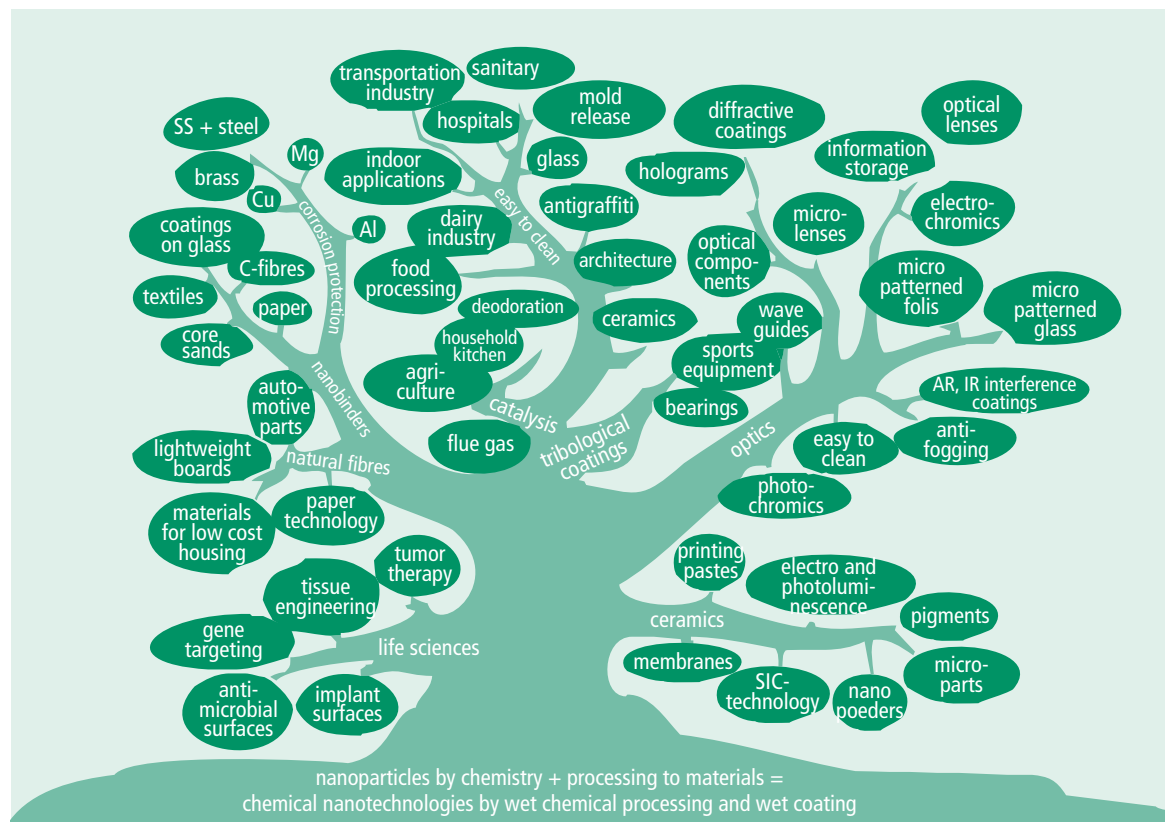 transportation
industry
sanitary
mold
release
hospitals
SS + steel
Mg
brass
Cu
indoor
applications
glass
antigraffiti
coatings
on glass
Al
corrosion protection
easy to clean
dairy
industry
C-fibres
food
processing
architecture
textiles
paper
deodoration
ceramics
core
sands
household
kitchen
nanobinders
agri-
culture
catalysis
tribological
coatings
flue gas
auto-
motive
parts
lightweight
boards
natural fibres
materials
for low cost
housing
paper
technology
diffractive
coatings
optical
lenses
information
storage
holograms
electro-
chromics
micro-
lenses
optical
compo-
nents
micro
patterned
folis
micro
patterned
glass
wave
guides
sports
equipment
bearings
optics
AR, IR interference
coatings
easy to
clean
anti-
fogging
photo-
chromics
tumor
therapy
tissue
engineering
gene
targeting
life sciences
anti-
microbial
surfaces
implant
surfaces
printing
pastes
electro and
photolumi-
nescence
ceramics
pigments
membranes
SIC-
technology
nano
poeders
micro-
parts
nanoparticles by chemistry + processing to materials =
chemical nanotechnologies by wet chemical processing and wet coating